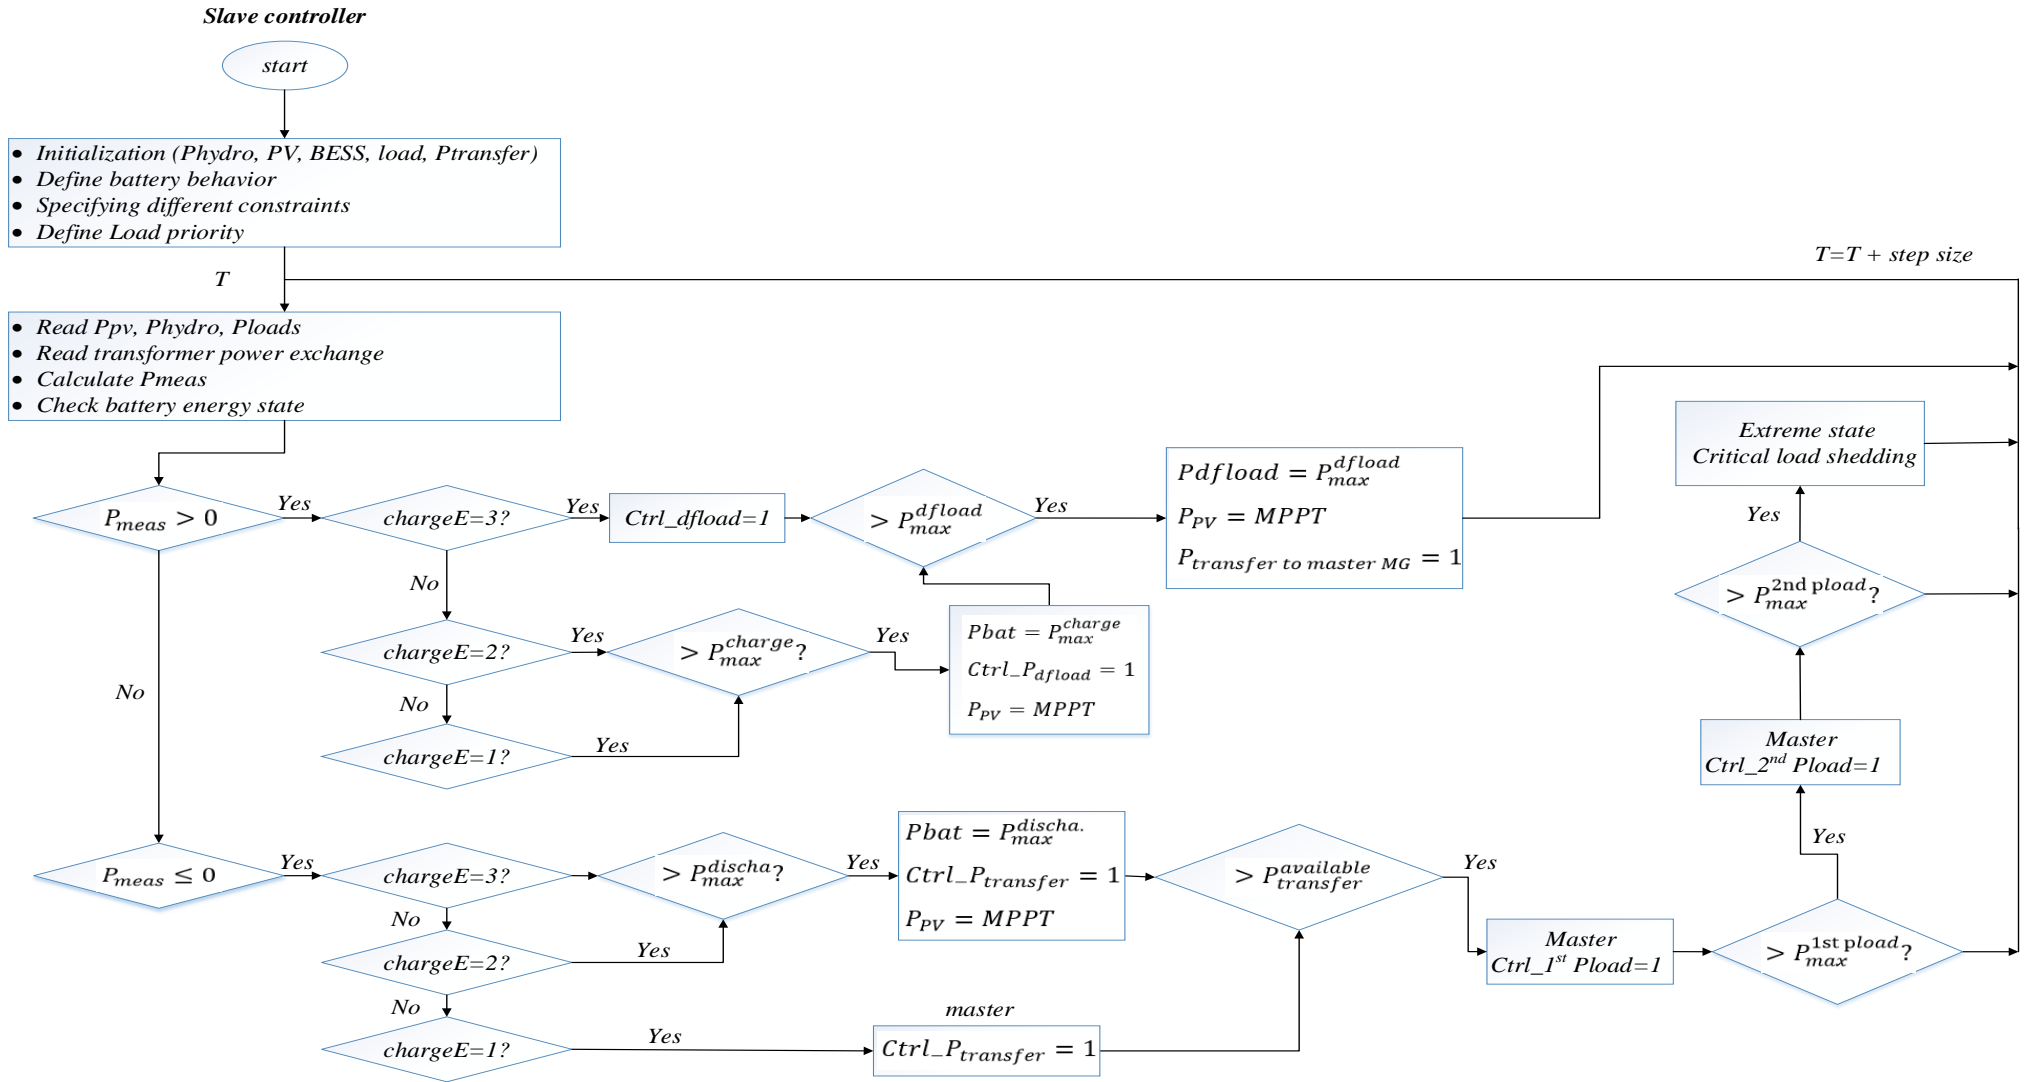 Slave controller
start
• Initialization (Phydro, PV, BESS, load, Ptransfer)
• Define battery behavior
• Specifying different constraints
• Define Load priority
T=T + step size
T
• Read Ppv, Phydro, Ploads
• Read transformer power exchange
• Calculate Pmeas
• Check battery energy state
Extreme state
Critical load shedding
P_meas > 0
Yes
chargeE=3?
Yes
Ctrl_dfload=1
> P_max^dfload
Yes
Pdfload = P_max^dfload
P_PV = MPPT
P_transfer to master MG = 1
Yes
No
> P_max^2nd pload?
chargeE=2?
Yes
> P_max^charge?
Yes
Pbat = P_max^charge
Ctrl_P_dfload = 1
P_PV = MPPT
No
No
chargeE=1?
Yes
Master
Ctrl_2^nd Pload=1
Yes
P_meas ≤ 0
Yes
chargeE=3?
> P_max^discha?
Yes
Pbat = P_max^discha.
Ctrl_P_transfer = 1
P_PV = MPPT
> P_transfer^available
Yes
No
chargeE=2?
Yes
Master
Ctrl_1^st Pload=1
> P_max^1st pload?
No
chargeE=1?
Yes
master
Ctrl_P_transfer = 1